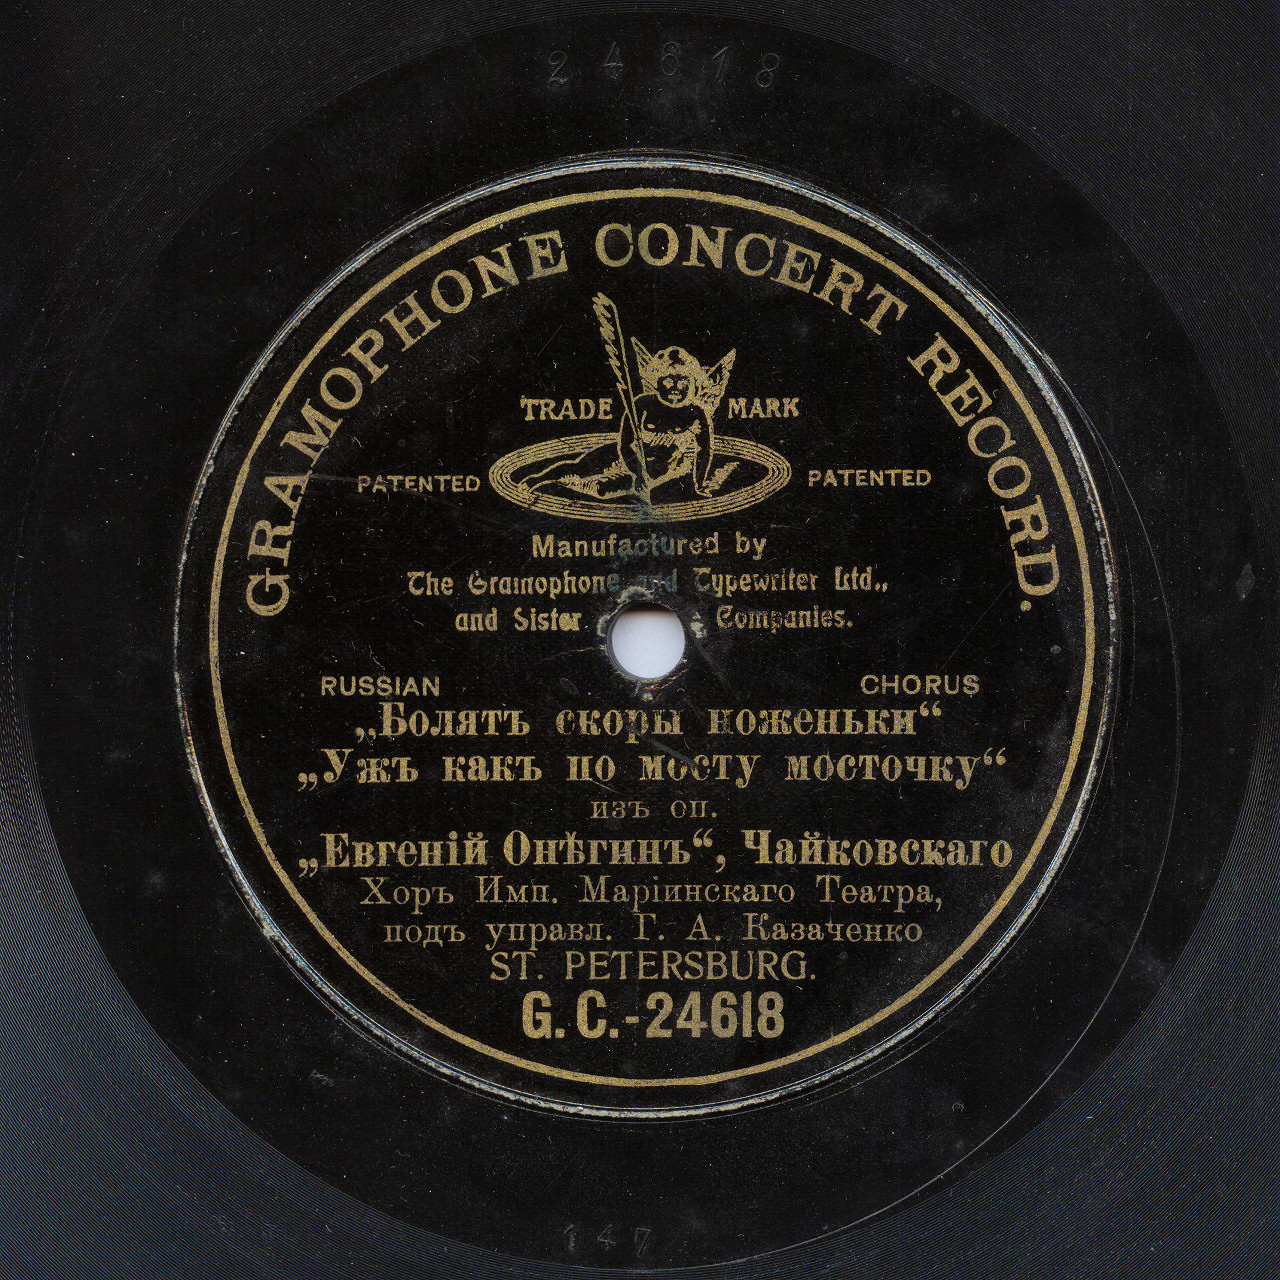 24618
GRAMOPHONE CONCERT RECORD.
TRADE MARK
PATENTED PATENTED
Manufactured by
The Gramophone and Typewriter Ltd.,
and Sister Companies.
RUSSIAN CHORUS
„Болятъ скоры ноженьки“
„Ужъ какъ по мосту мосточку“
изъ оп.
„Евгеній Онѣгинъ“, Чайковскаго
Хоръ Имп. Маріинскаго Театра,
подъ управл. Г. А. Казаченко
ST. PETERSBURG.
G.C.-24618
147